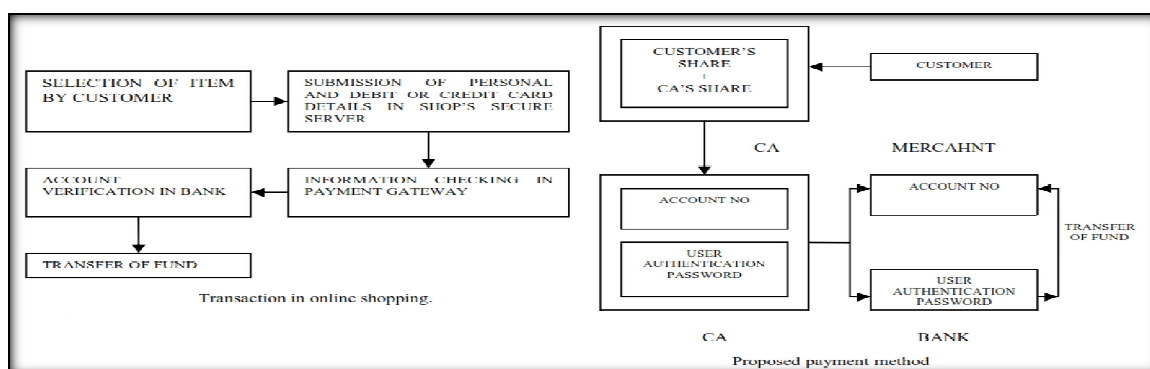 SELECTION OF ITEM
BY CUSTOMER
SUBMISSION OF PERSONAL
AND DEBIT OR CREDIT CARD
DETAILS IN SHOP'S SECURE
SERVER
ACCOUNT
VERIFICATION IN BANK
INFORMATION CHECKING IN
PAYMENT GATEWAY
TRANSFER OF FUND
Transaction in online shopping.
CUSTOMER'S
SHARE
+
CA'S SHARE
CUSTOMER
CA
MERCAHNT
ACCOUNT NO
USER
AUTHENTICATION
PASSWORD
ACCOUNT NO
TRANSFER
OF FUND
USER
AUTHENTICATION
PASSWORD
CA
BANK
Proposed payment method